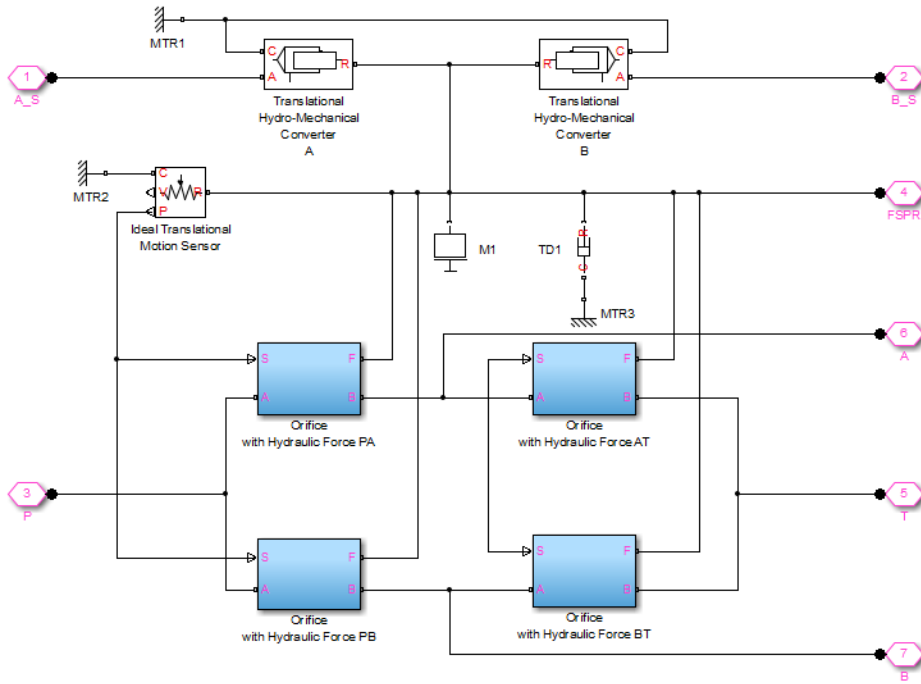 MTR1
C
A
R
Translational
Hydro-Mechanical
Converter
A
C
R
A
Translational
Hydro-Mechanical
Converter
B
1
A_S
2
B_S
MTR2
C
V
R
P
Ideal Translational
Motion Sensor
4
FSPR
M1
TD1
R
C
MTR3
6
A
S
F
A
B
Orifice
with Hydraulic Force PA
S
F
A
B
Orifice
with Hydraulic Force AT
3
P
5
T
S
F
A
B
Orifice
with Hydraulic Force PB
S
F
A
B
Orifice
with Hydraulic Force BT
7
B